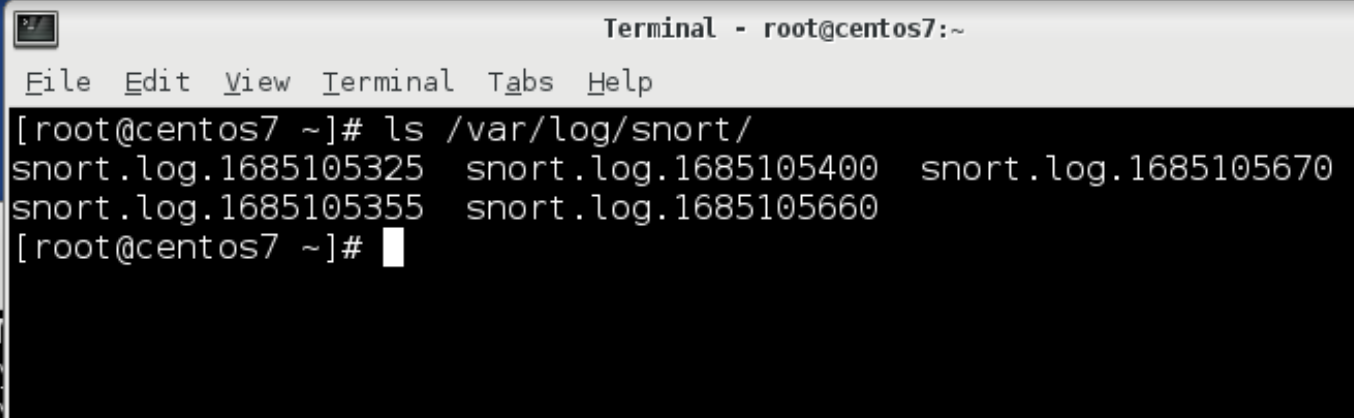 Terminal - root@centos7:~
File Edit View Terminal Tabs Help
[root@centos7 ~]# ls /var/log/snort/
snort.log.1685105325  snort.log.1685105400  snort.log.1685105670
snort.log.1685105355  snort.log.1685105660
[root@centos7 ~]#